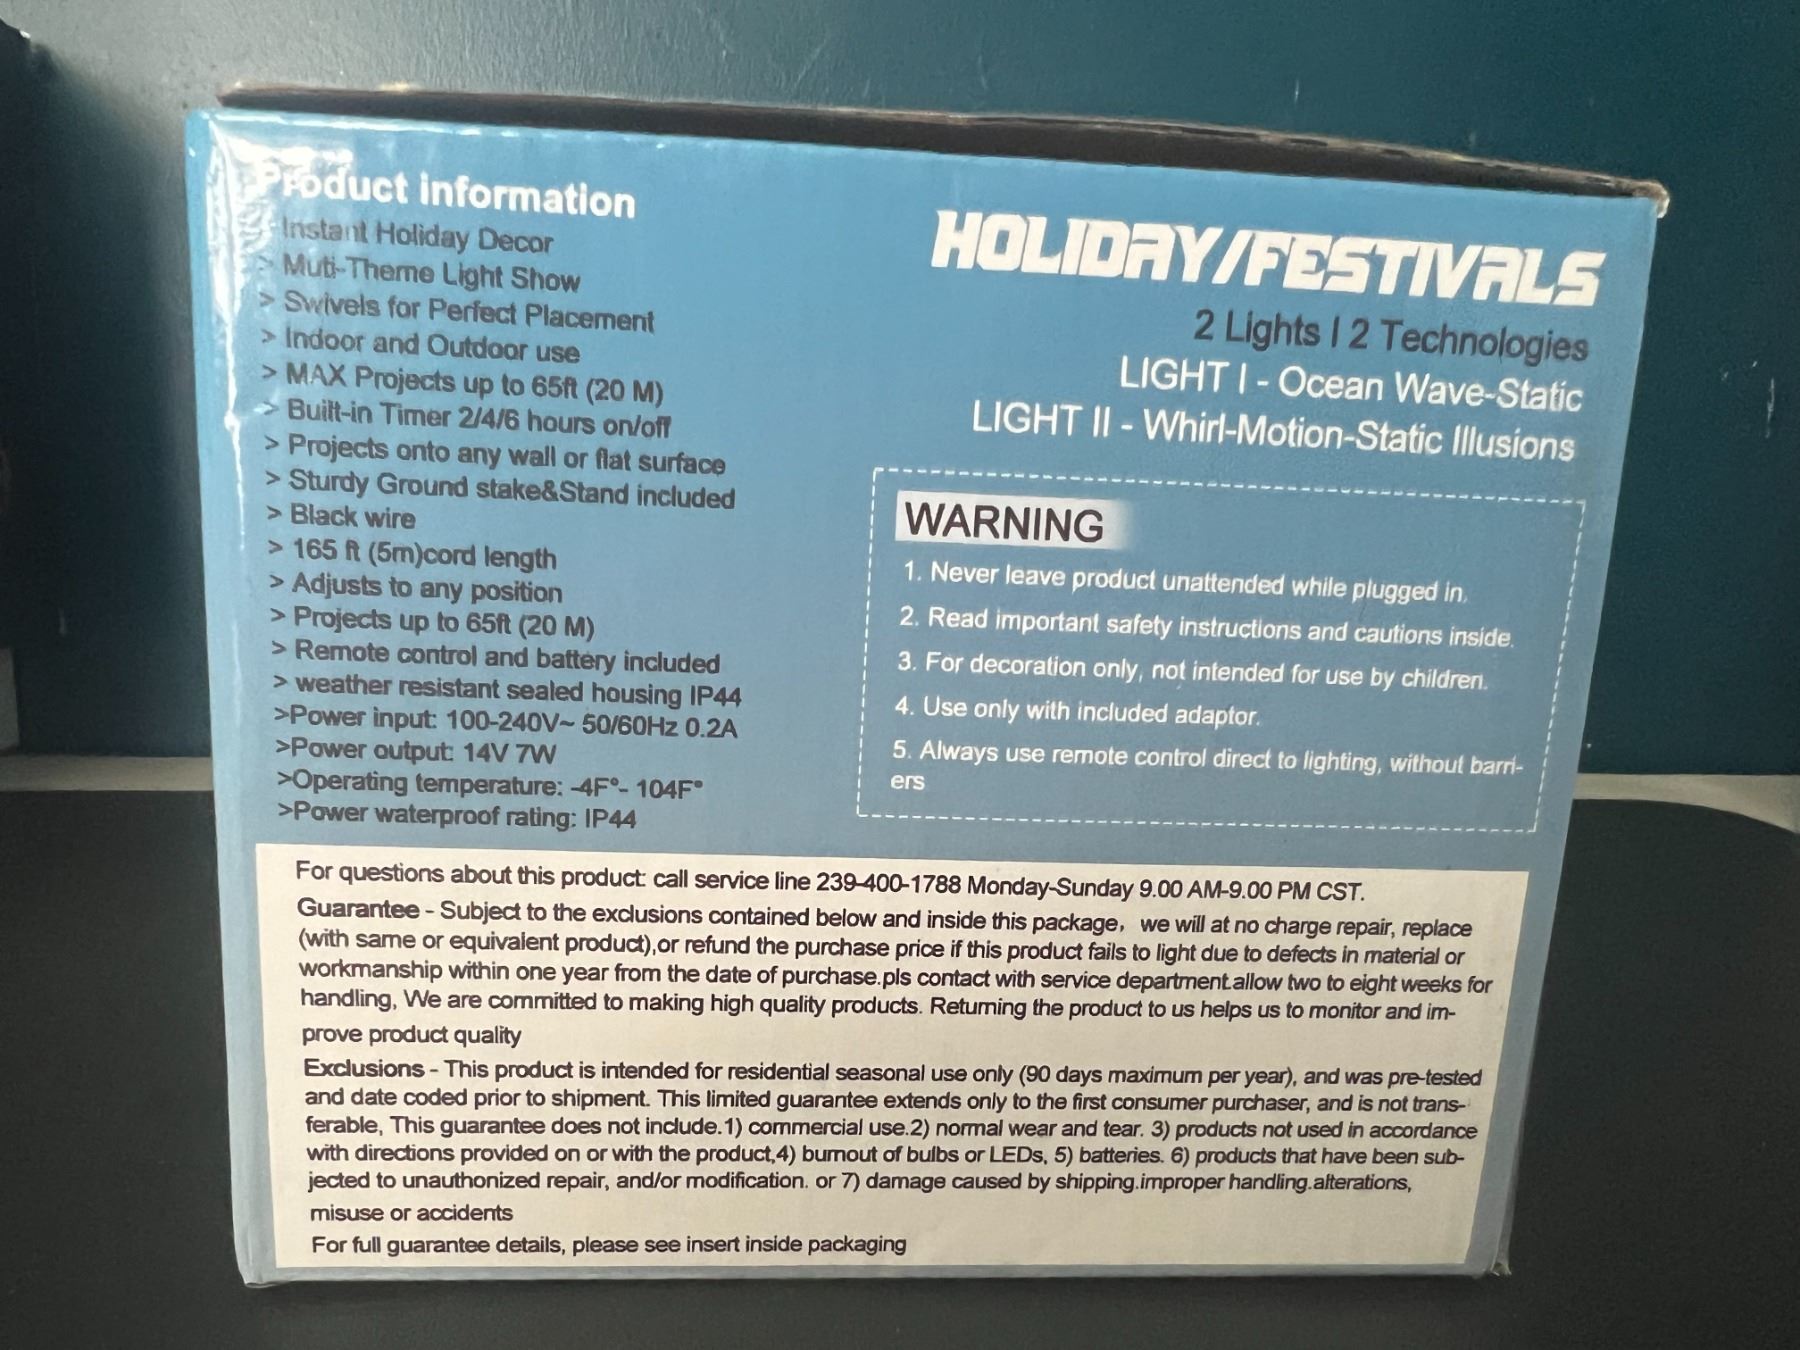 Product information
Instant Holiday Decor
> Muti-Theme Light Show
> Swivels for Perfect Placement
> Indoor and Outdoor use
> MAX Projects up to 65ft (20 M)
> Built-in Timer 2/4/6 hours on/off
> Projects onto any wall or flat surface
> Sturdy Ground stake&Stand included
> Black wire
> 165 ft (5m)cord length
> Adjusts to any position
> Projects up to 65ft (20 M)
> Remote control and battery included
> weather resistant sealed housing IP44
>Power input: 100-240V~ 50/60Hz 0.2A
>Power output: 14V 7W
>Operating temperature: -4F°- 104F°
>Power waterproof rating: IP44
HOLIDAY/FESTIVALS
2 Lights I 2 Technologies
LIGHT I - Ocean Wave-Static
LIGHT II - Whirl-Motion-Static Illusions
WARNING
1. Never leave product unattended while plugged in.
2. Read important safety instructions and cautions inside.
3. For decoration only, not intended for use by children.
4. Use only with included adaptor.
5. Always use remote control direct to lighting, without barri-
ers
For questions about this product: call service line 239-400-1788 Monday-Sunday 9.00 AM-9.00 PM CST.
Guarantee - Subject to the exclusions contained below and inside this package, we will at no charge repair, replace
(with same or equivalent product),or refund the purchase price if this product fails to light due to defects in material or
workmanship within one year from the date of purchase.pls contact with service department.allow two to eight weeks for
handling, We are committed to making high quality products. Returning the product to us helps us to monitor and im-
prove product quality
Exclusions - This product is intended for residential seasonal use only (90 days maximum per year), and was pre-tested
and date coded prior to shipment. This limited guarantee extends only to the first consumer purchaser, and is not trans-
ferable, This guarantee does not include.1) commercial use.2) normal wear and tear. 3) products not used in accordance
with directions provided on or with the product,4) burnout of bulbs or LEDs, 5) batteries. 6) products that have been sub-
jected to unauthonized repair, and/or modification. or 7) damage caused by shipping.improper handling.alterations,
misuse or accidents
For full guarantee details, please see insert inside packaging